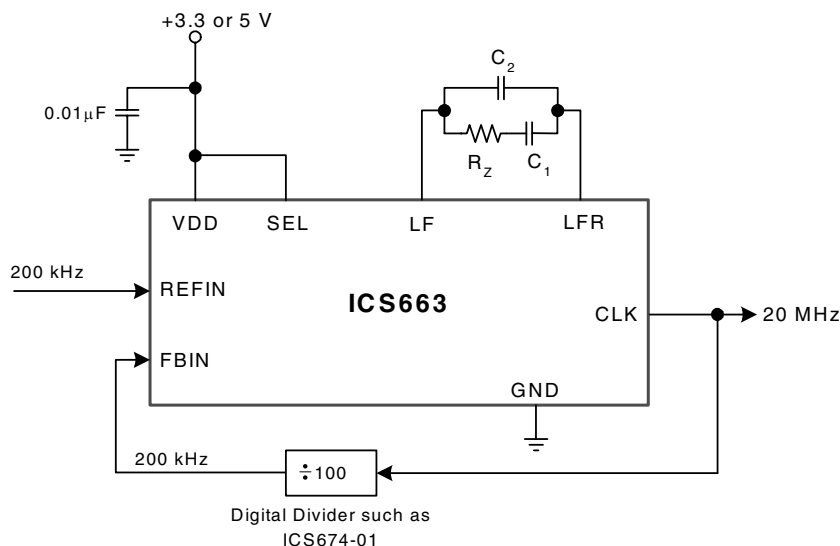 +3.3 or 5 V
C2
0.01μF
RZ
C1
VDD
SEL
LF
LFR
200 kHz
REFIN
ICS663
CLK
20 MHz
FBIN
GND
200 kHz
÷100
Digital Divider such as
ICS674-01